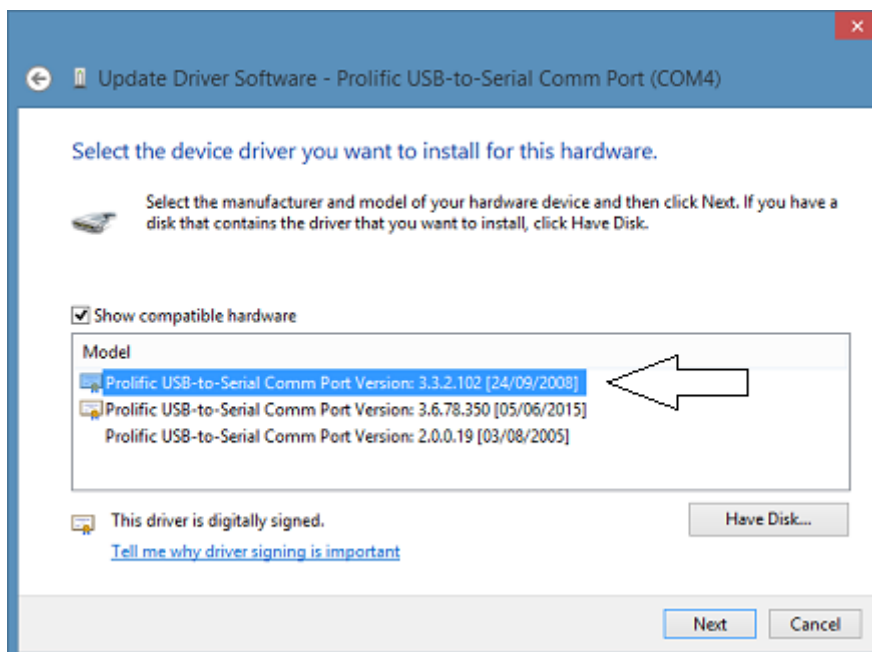 Update Driver Software - Prolific USB-to-Serial Comm Port (COM4)
Select the device driver you want to install for this hardware.
Select the manufacturer and model of your hardware device and then click Next. If you have a
disk that contains the driver that you want to install, click Have Disk.
Show compatible hardware
Model
Prolific USB-to-Serial Comm Port Version: 3.3.2.102 [24/09/2008]
Prolific USB-to-Serial Comm Port Version: 3.6.78.350 [05/06/2015]
Prolific USB-to-Serial Comm Port Version: 2.0.0.19 [03/08/2005]
This driver is digitally signed.
Have Disk...
Tell me why driver signing is important
Next
Cancel